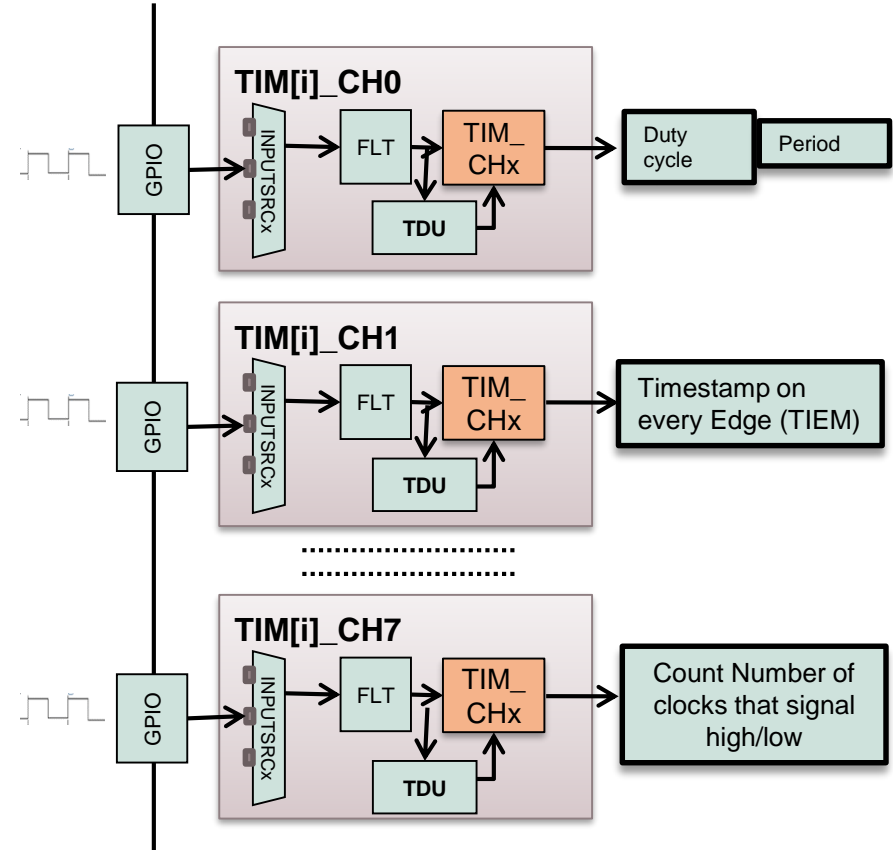 TIM[i]_CH0
GPIO
INPUTSRCx
FLT
TIM_
CHx
TDU
Duty
cycle
Period
TIM[i]_CH1
GPIO
INPUTSRCx
FLT
TIM_
CHx
TDU
Timestamp on
every Edge (TIEM)
TIM[i]_CH7
GPIO
INPUTSRCx
FLT
TIM_
CHx
TDU
Count Number of
clocks that signal
high/low